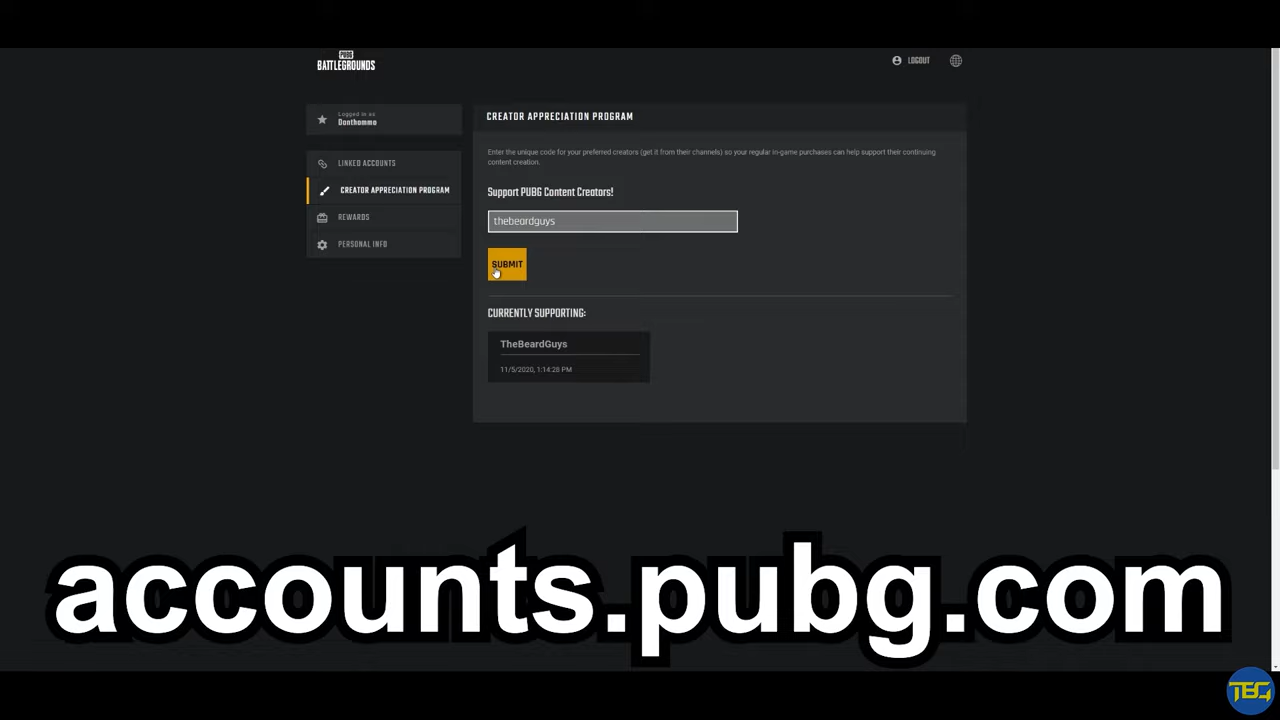 PUBG
BATTLEGROUNDS
LOGOUT
Logged in as
Danthommo
LINKED ACCOUNTS
CREATOR APPRECIATION PROGRAM
REWARDS
PERSONAL INFO
CREATOR APPRECIATION PROGRAM
Enter the unique code for your preferred creators (get it from their channels) so your regular in-game purchases can help support their continuing
content creation.
Support PUBG Content Creators!
thebeardguys
SUBMIT
CURRENTLY SUPPORTING:
TheBeardGuys
11/5/2020, 1:14:28 PM
accounts.pubg.com
TBG